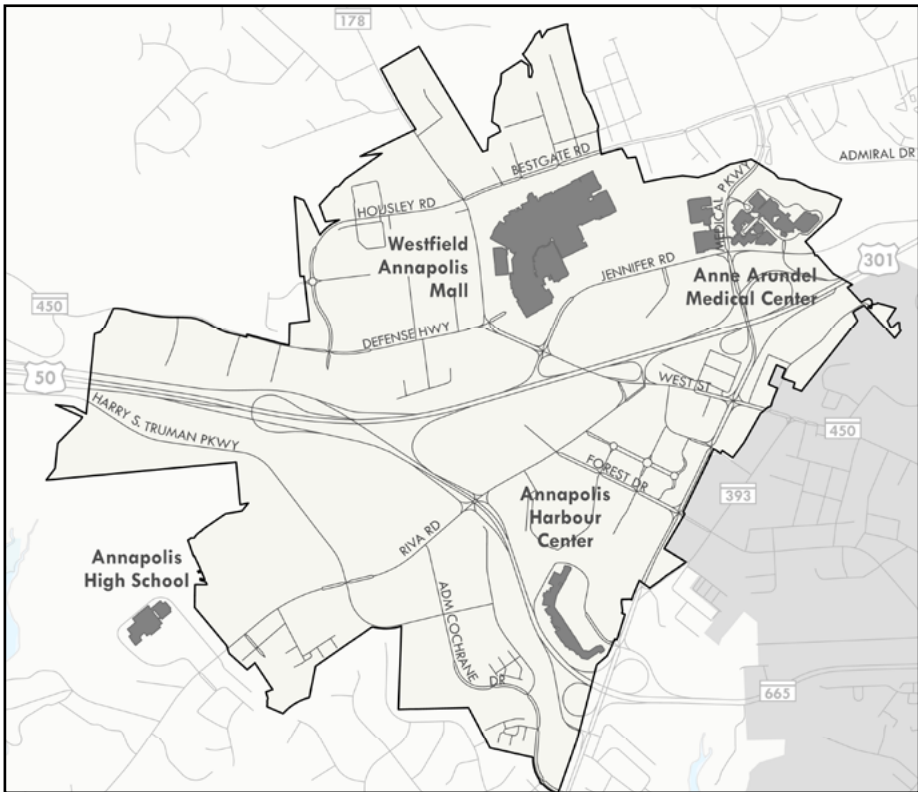 178
BESTGATE RD
ADMIRAL DR
MEDICAL PKWY
HOUSLEY RD
Westfield
Annapolis
Mall
JENNIFER RD
301
Anne Arundel
Medical Center
450
DEFENSE HWY
50
WEST ST
HARRY S. TRUMAN PKWY
450
FOREST DR
393
Annapolis
Harbour
Center
RIVA RD
Annapolis
High School
ADM COCHRANE
DR
665